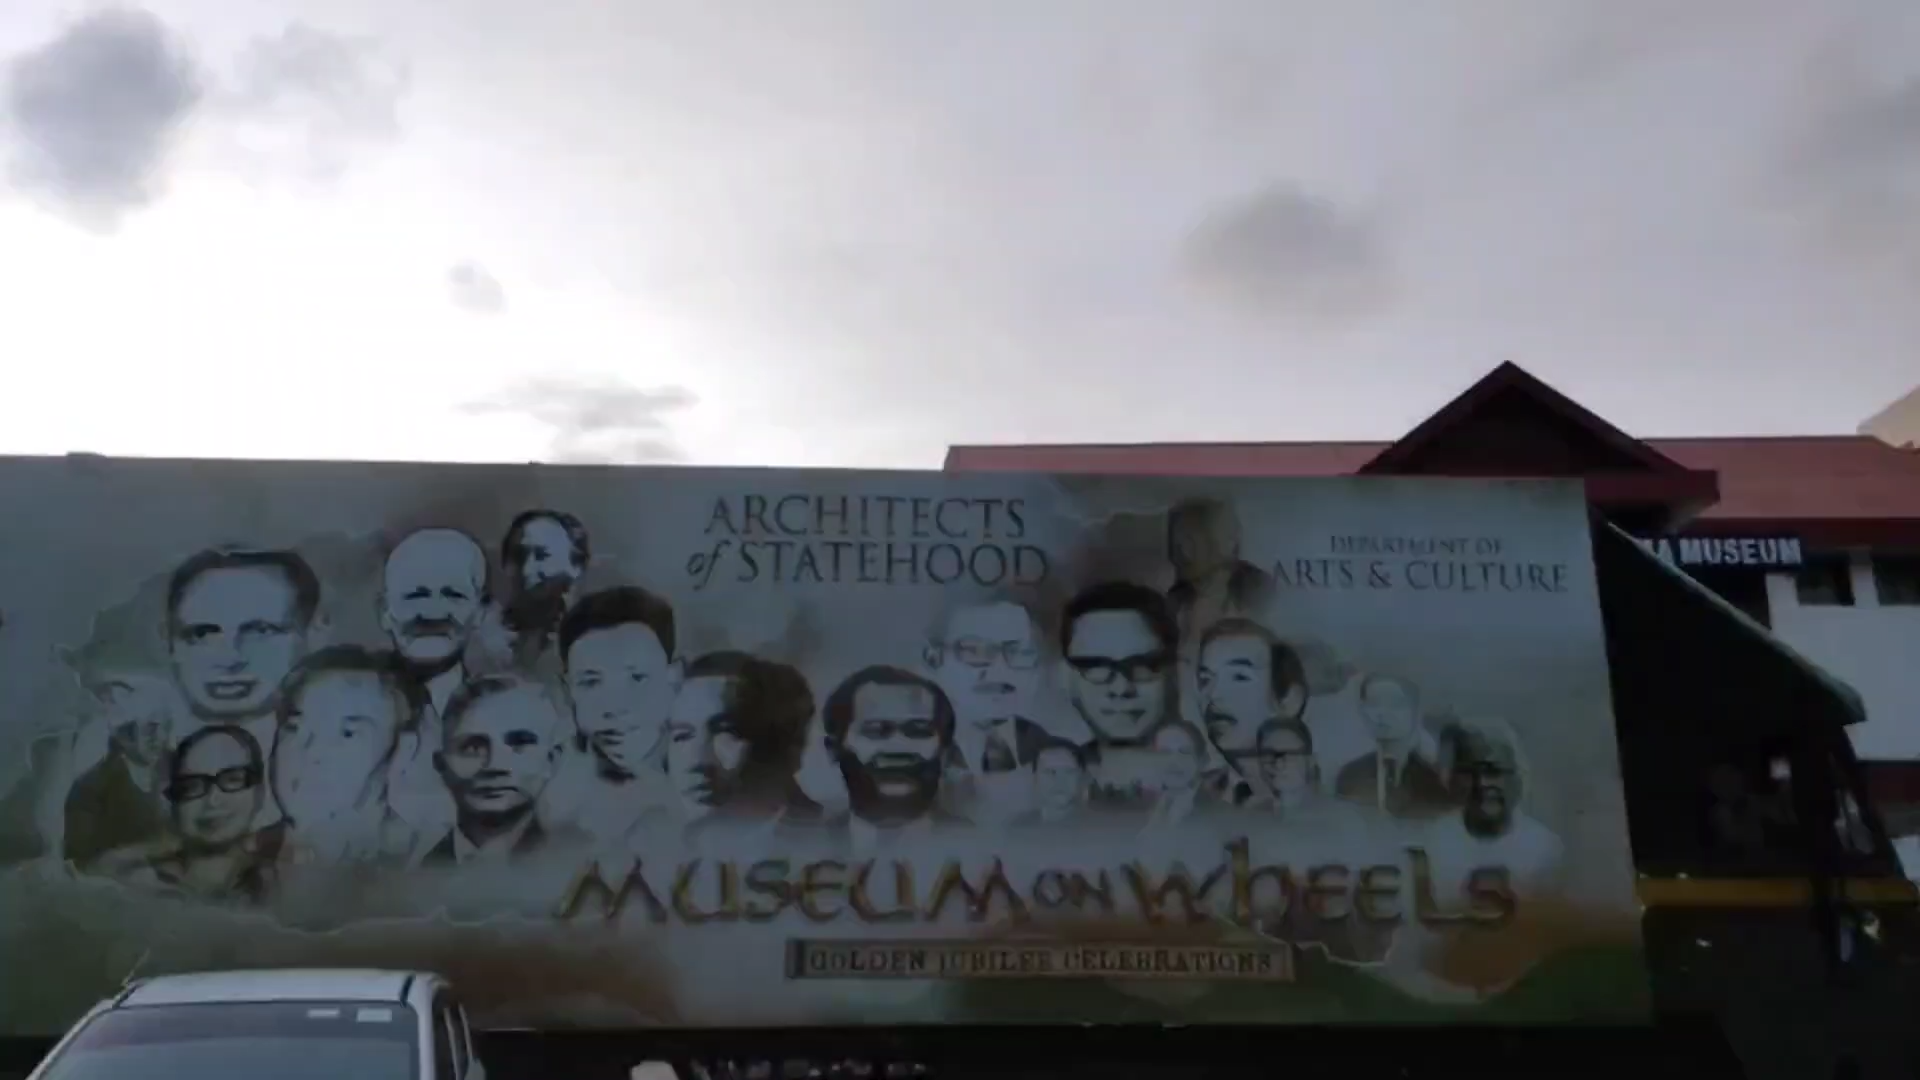 ARCHITECTS
of STATEHOOD
DEPARTMENT OF
ARTS & CULTURE
MUSEUM
MUSEUM ON WHEELS
GOLDEN JUBILEE CELEBRATIONS